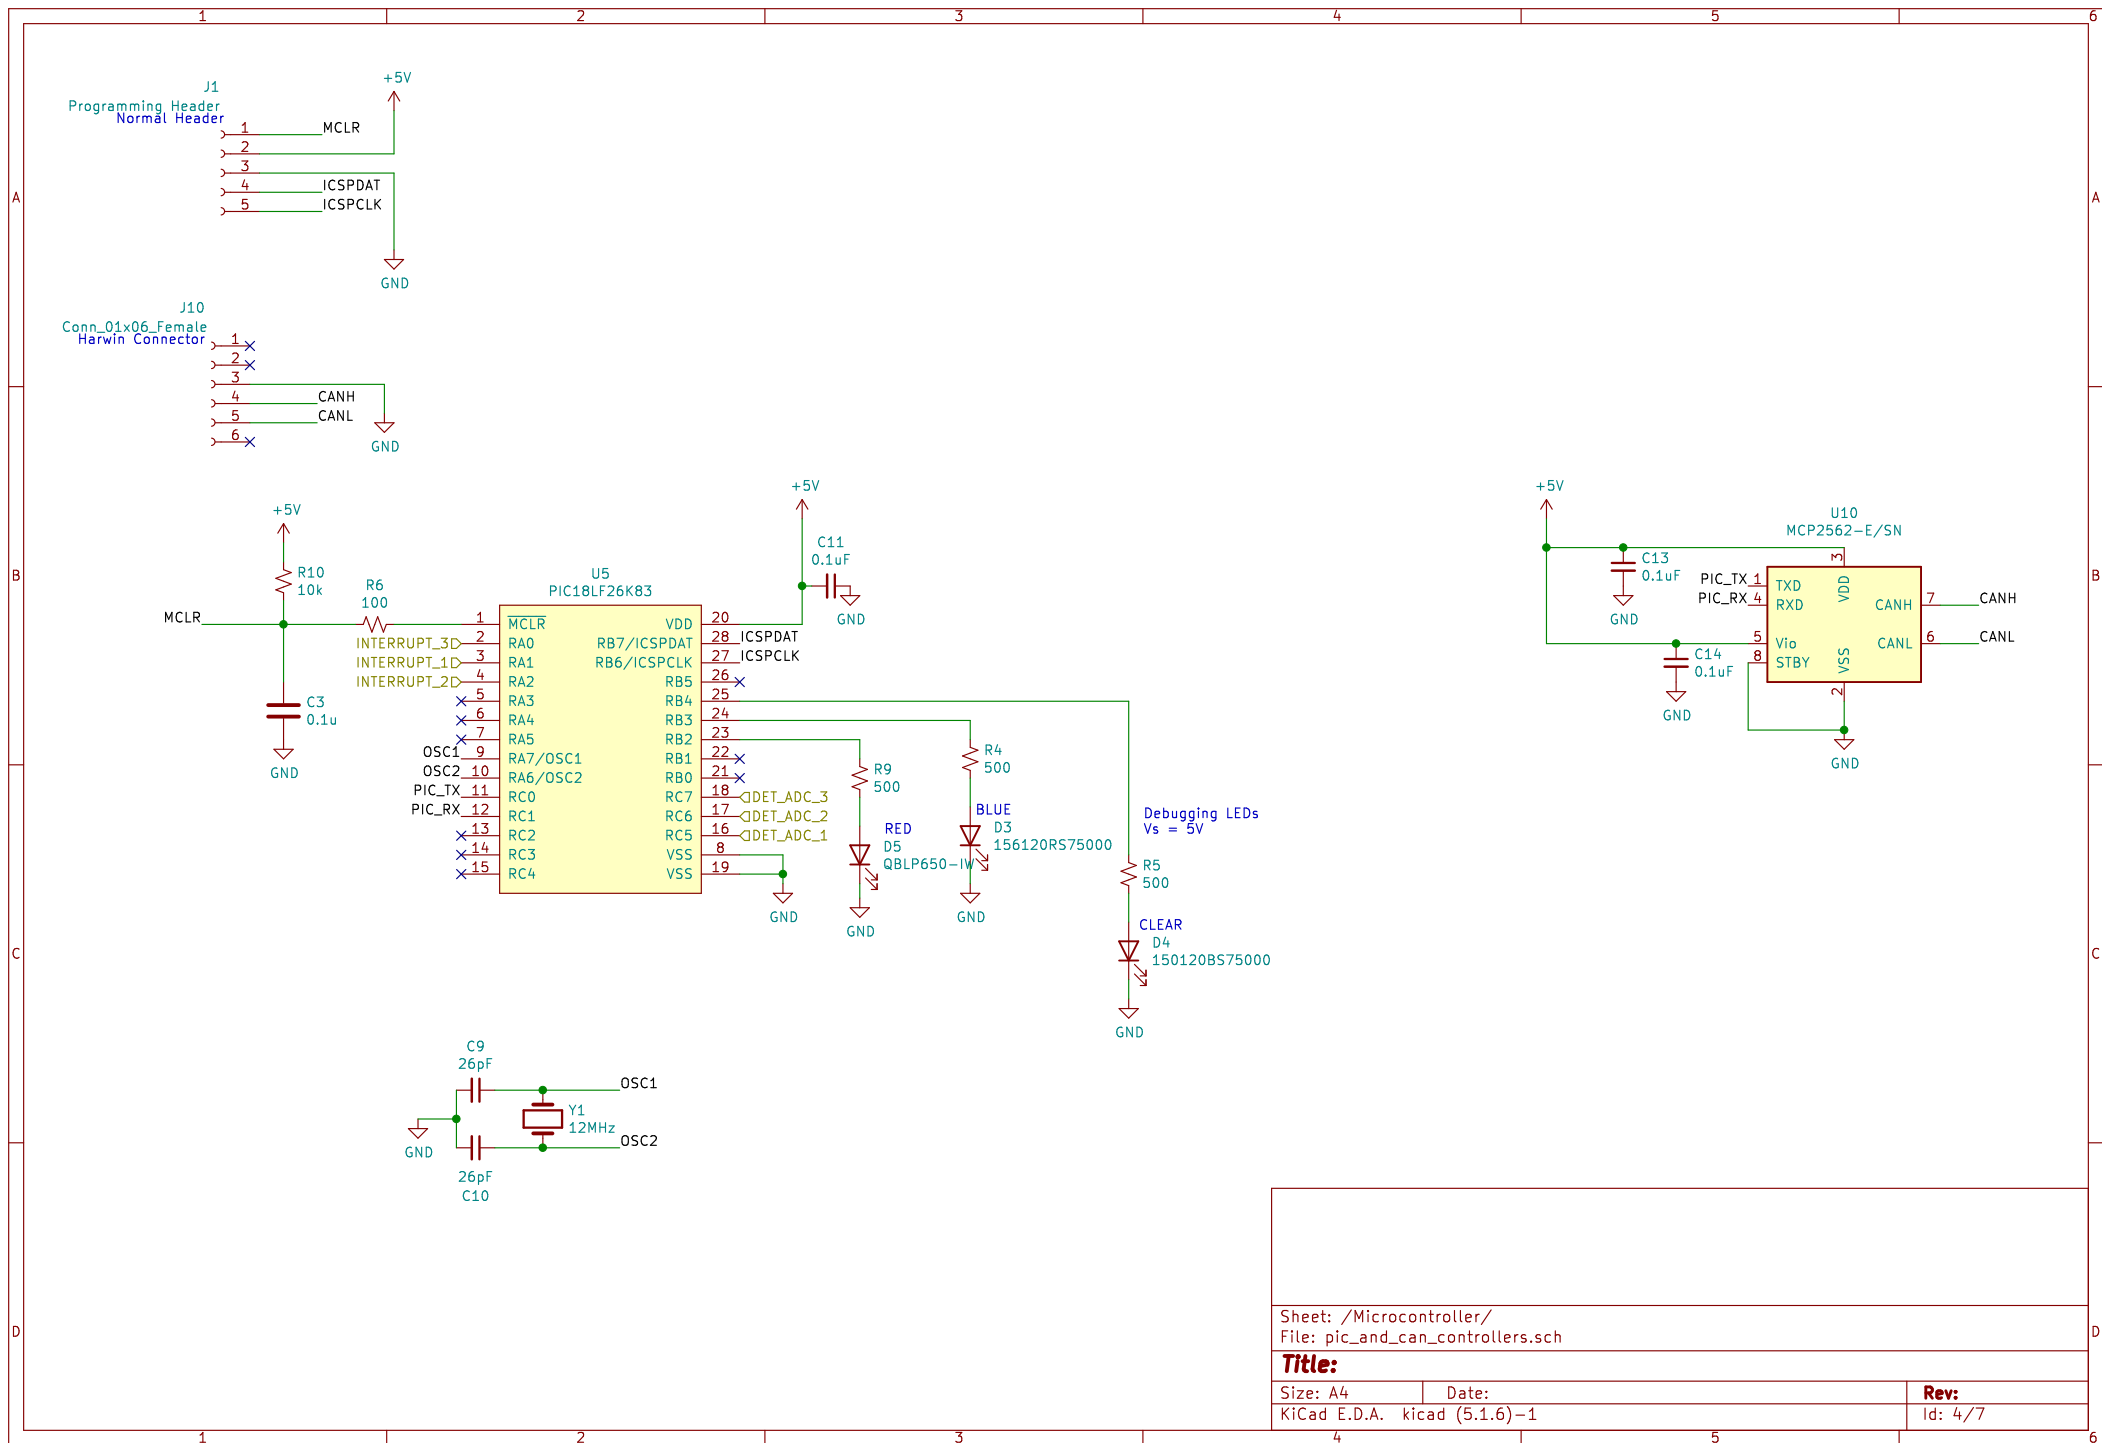 1 2 3 4 5 6
A
B
C
D
A
B
C
D
J1
Programming Header
Normal Header
1 MCLR
2
3
4 ICSPDAT
5 ICSPCLK
+5V
GND
J10
Conn_01x06_Female
Harwin Connector
1
2
3
4 CANH
5 CANL
6
GND
+5V
R10
10k
R6
100
MCLR
C3
0.1u
GND
INTERRUPT_3
INTERRUPT_1
INTERRUPT_2
OSC1
OSC2
PIC_TX
PIC_RX
U5
PIC18LF26K83
1 MCLR
2 RA0
3 RA1
4 RA2
5 RA3
6 RA4
7 RA5
9 RA7/OSC1
10 RA6/OSC2
11 RC0
12 RC1
13 RC2
14 RC3
15 RC4
VDD 20
RB7/ICSPDAT 28 ICSPDAT
RB6/ICSPCLK 27 ICSPCLK
RB5 26
RB4 25
RB3 24
RB2 23
RB1 22
RB0 21
RC7 18 DET_ADC_3
RC6 17 DET_ADC_2
RC5 16 DET_ADC_1
VSS 8
VSS 19
GND
+5V
C11
0.1uF
GND
R9
500
RED
D5
QBLP650-IW
GND
R4
500
BLUE
D3
156120RS75000
GND
Debugging LEDs
Vs = 5V
R5
500
CLEAR
D4
150120BS75000
GND
+5V
U10
MCP2562-E/SN
C13
0.1uF
GND
C14
0.1uF
GND
PIC_TX 1 TXD
PIC_RX 4 RXD
5 Vio
8 STBY
3 VDD
2 VSS
CANH 7 CANH
CANL 6 CANL
GND
C9
26pF
OSC1
Y1
12MHz
OSC2
GND
26pF
C10
Sheet: /Microcontroller/
File: pic_and_can_controllers.sch
Title:
Size: A4 Date: Rev:
KiCad E.D.A. kicad (5.1.6)-1 Id: 4/7
1 2 3 4 5 6